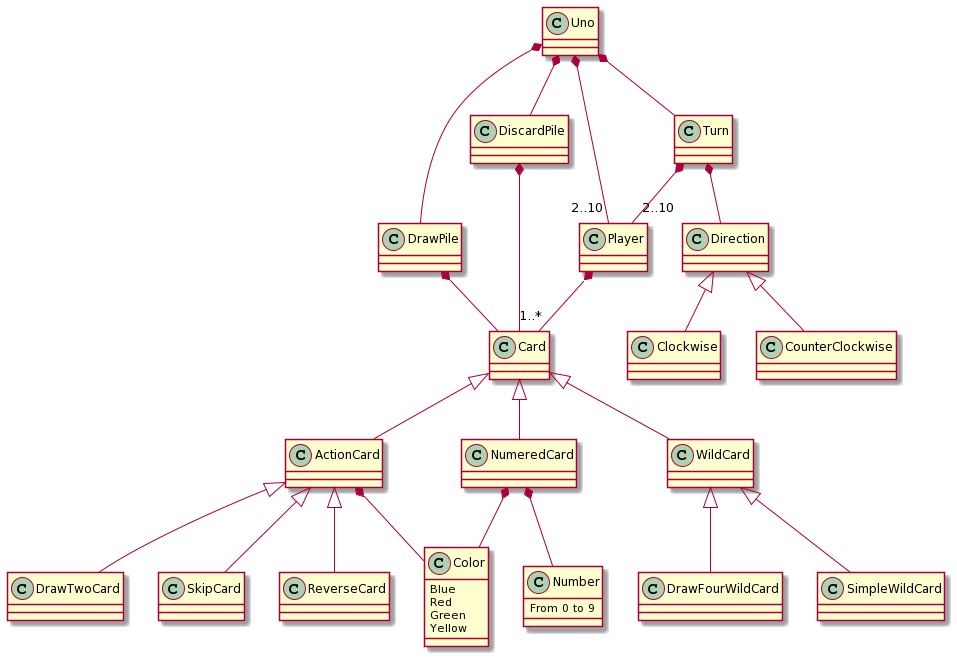 C Uno
C DiscardPile
C Turn
2..10
2..10
C DrawPile
C Player
C Direction
1..*
C Card
C Clockwise
C CounterClockwise
C ActionCard
C NumeredCard
C WildCard
C DrawTwoCard
C SkipCard
C ReverseCard
C Color
Blue
Red
Green
Yellow
C Number
From 0 to 9
C DrawFourWildCard
C SimpleWildCard